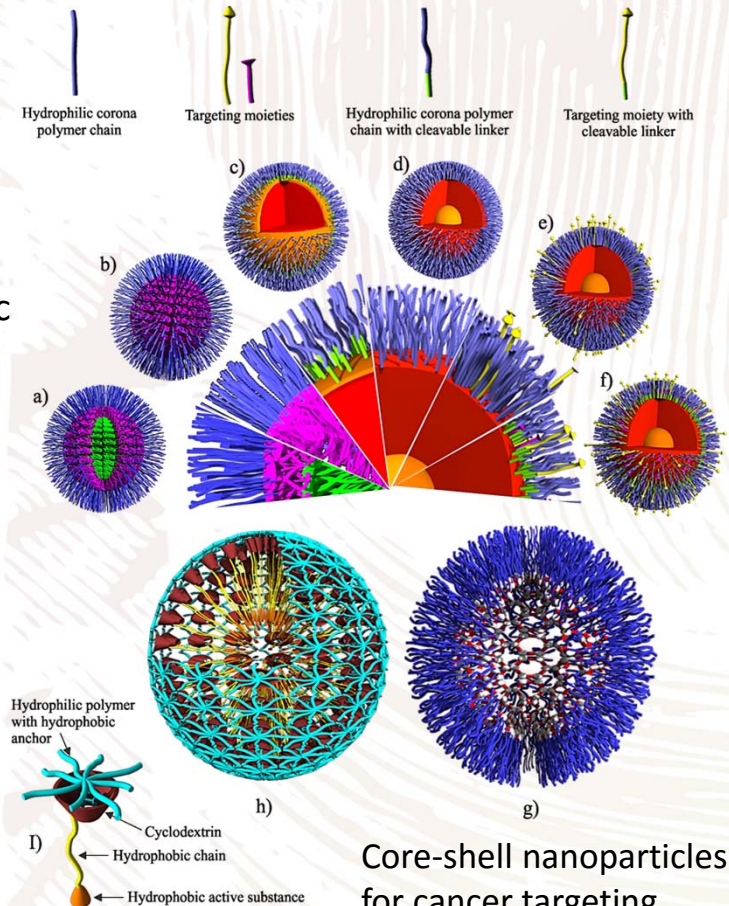 Hydrophilic corona
polymer chain
Targeting moieties
Hydrophilic corona polymer
chain with cleavable linker
Targeting moiety with
cleavable linker
c)
d)
e)
b)
c
a)
f)
Hydrophilic polymer
with hydrophobic
anchor
h)
g)
Cyclodextrin
I)
Hydrophobic chain
Hydrophobic active substance
Core-shell nanoparticles
for cancer targeting